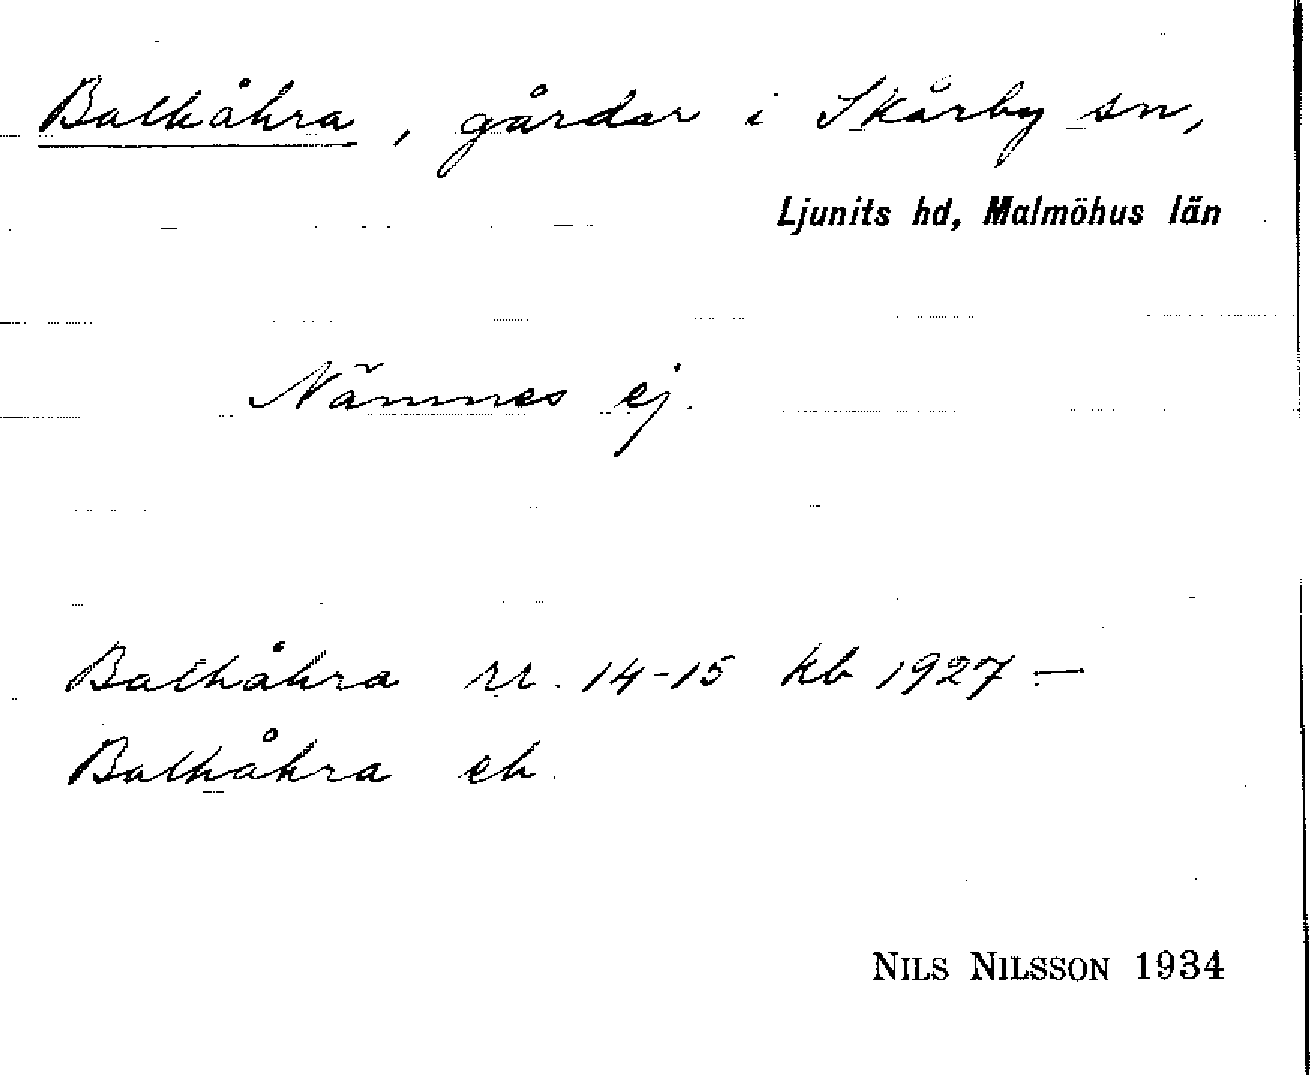 Balkåkra, gårdar i Skårby sn,
Ljunits hd, Malmöhus län
Nämnes ej.
Balkåkra nr. 14-15 kb 1927 —
Balkåkra ek.
NILS NILSSON 1934